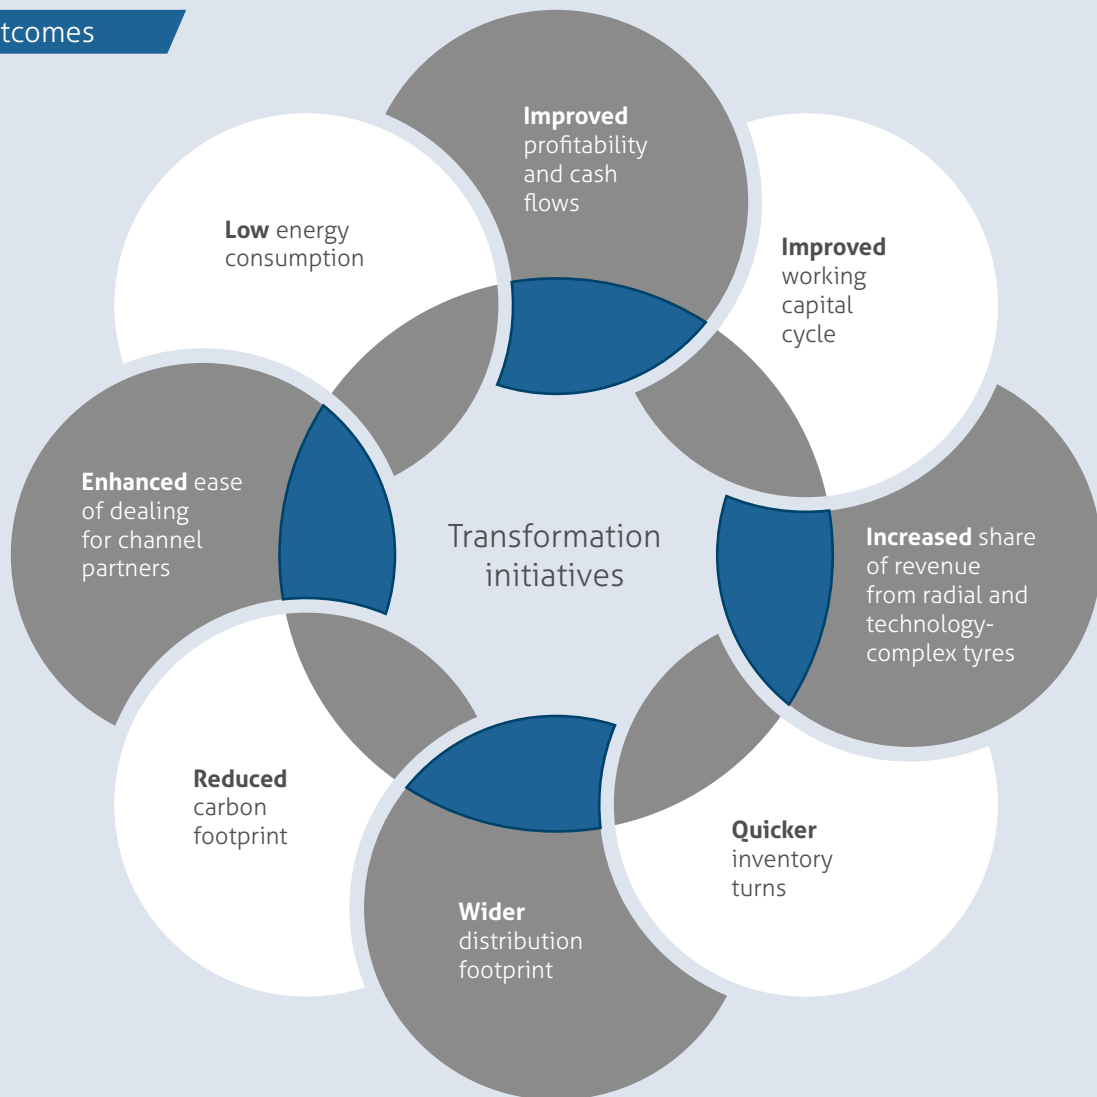 tcomes
Improved
profitability
and cash
flows
Improved
working
capital
cycle
Increased share
of revenue
from radial and
technology-
complex tyres
Quicker
inventory
turns
Wider
distribution
footprint
Reduced
carbon
footprint
Enhanced ease
of dealing
for channel
partners
Low energy
consumption
Transformation
initiatives